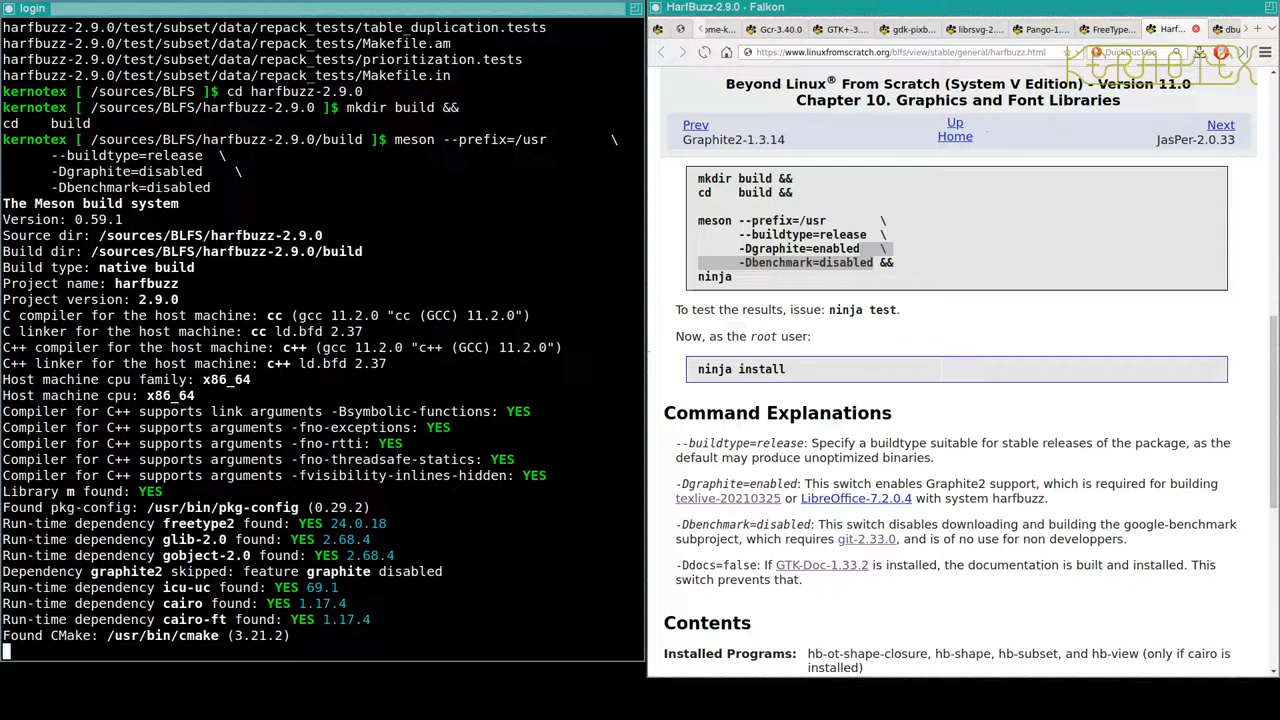 login
harfbuzz-2.9.0/test/subset/data/repack_tests/table_duplication.tests
harfbuzz-2.9.0/test/subset/data/repack_tests/Makefile.am
harfbuzz-2.9.0/test/subset/data/repack_tests/prioritization.tests
harfbuzz-2.9.0/test/subset/data/repack_tests/Makefile.in
kernotex [ /sources/BLFS ]$ cd harfbuzz-2.9.0
kernotex [ /sources/BLFS/harfbuzz-2.9.0 ]$ mkdir build &&
cd    build
kernotex [ /sources/BLFS/harfbuzz-2.9.0/build ]$ meson --prefix=/usr        \
      --buildtype=release  \
      -Dgraphite=disabled    \
      -Dbenchmark=disabled
The Meson build system
Version: 0.59.1
Source dir: /sources/BLFS/harfbuzz-2.9.0
Build dir: /sources/BLFS/harfbuzz-2.9.0/build
Build type: native build
Project name: harfbuzz
Project version: 2.9.0
C compiler for the host machine: cc (gcc 11.2.0 "cc (GCC) 11.2.0")
C linker for the host machine: cc ld.bfd 2.37
C++ compiler for the host machine: c++ (gcc 11.2.0 "c++ (GCC) 11.2.0")
C++ linker for the host machine: c++ ld.bfd 2.37
Host machine cpu family: x86_64
Host machine cpu: x86_64
Compiler for C++ supports link arguments -Bsymbolic-functions: YES
Compiler for C++ supports arguments -fno-exceptions: YES
Compiler for C++ supports arguments -fno-rtti: YES
Compiler for C++ supports arguments -fno-threadsafe-statics: YES
Compiler for C++ supports arguments -fvisibility-inlines-hidden: YES
Library m found: YES
Found pkg-config: /usr/bin/pkg-config (0.29.2)
Run-time dependency freetype2 found: YES 24.0.18
Run-time dependency glib-2.0 found: YES 2.68.4
Run-time dependency gobject-2.0 found: YES 2.68.4
Dependency graphite2 skipped: feature graphite disabled
Run-time dependency icu-uc found: YES 69.1
Run-time dependency cairo found: YES 1.17.4
Run-time dependency cairo-ft found: YES 1.17.4
Found CMake: /usr/bin/cmake (3.21.2)
HarfBuzz-2.9.0 - Falkon
ome-k... Gcr-3.40.0 GTK+-3.... gdk-pixb... librsvg-2.... Pango-1.... FreeType... Harf... dbu
https://www.linuxfromscratch.org/blfs/view/stable/general/harfbuzz.html DuckDuckGo
KERNOTEX
Beyond Linux® From Scratch (System V Edition) - Version 11.0
Chapter 10. Graphics and Font Libraries
Prev Up Next
Graphite2-1.3.14 Home JasPer-2.0.33
mkdir build &&
cd    build &&
meson --prefix=/usr        \
      --buildtype=release  \
      -Dgraphite=enabled   \
      -Dbenchmark=disabled &&
ninja
To test the results, issue: ninja test.
Now, as the root user:
ninja install
Command Explanations
--buildtype=release: Specify a buildtype suitable for stable releases of the package, as the
default may produce unoptimized binaries.
-Dgraphite=enabled: This switch enables Graphite2 support, which is required for building
texlive-20210325 or LibreOffice-7.2.0.4 with system harfbuzz.
-Dbenchmark=disabled: This switch disables downloading and building the google-benchmark
subproject, which requires git-2.33.0, and is of no use for non developpers.
-Ddocs=false: If GTK-Doc-1.33.2 is installed, the documentation is built and installed. This
switch prevents that.
Contents
Installed Programs: hb-ot-shape-closure, hb-shape, hb-subset, and hb-view (only if cairo is
installed)